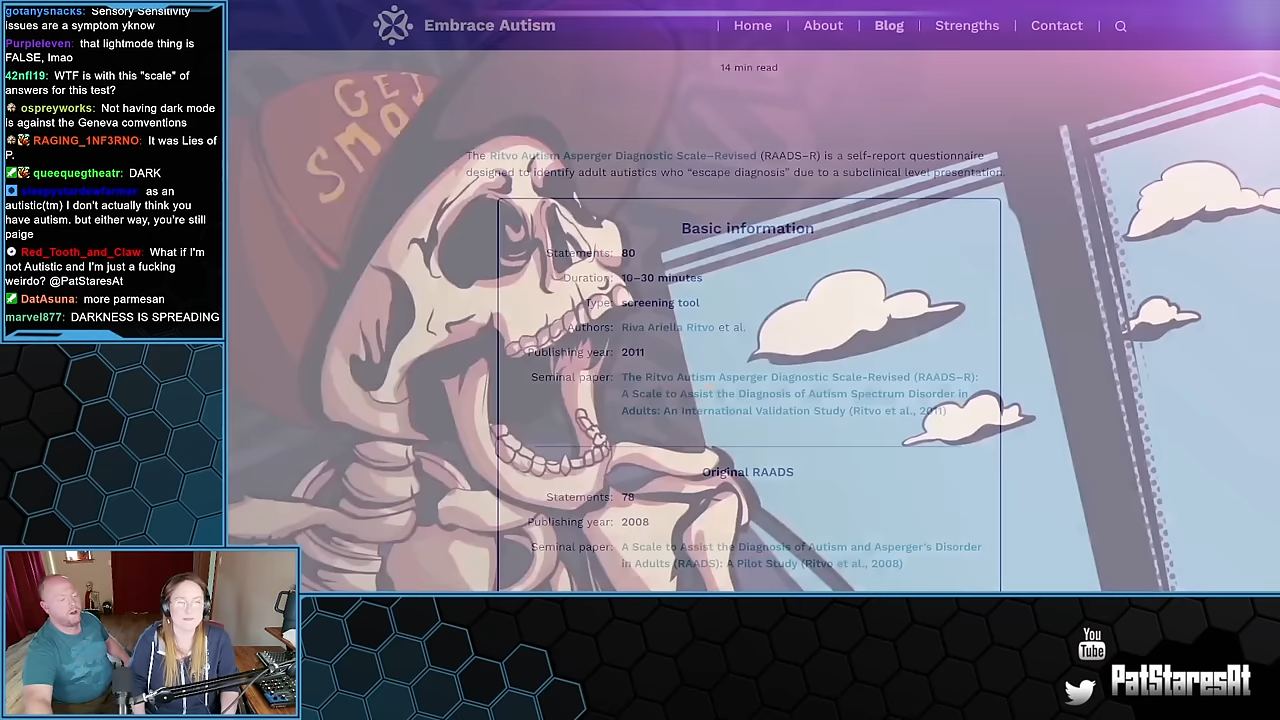 gotanysnacks: Sensory Sensitivity
issues are a symptom yknow
Purpleleven: that lightmode thing is
FALSE, lmao
42nfl19: WTF is with this "scale" of
answers for this test?
ospreyworks: Not having dark mode
is against the Geneva comventions
RAGING_1NF3RNO: It was Lies of
P.
queequegtheatr: DARK
sleepystardewfarmer: as an
autistic(tm) I don't actually think you
have autism. but either way, you're still
paige
Red_Tooth_and_Claw: What if I'm
not Autistic and I'm just a fucking
weirdo? @PatStaresAt
DatAsuna: more parmesan
marvel877: DARKNESS IS SPREADING
Embrace Autism
Home | About | Blog | Strengths | Contact |
14 min read
GET
SMO
The Ritvo Autism Asperger Diagnostic Scale–Revised (RAADS–R) is a self-report questionnaire
designed to identify adult autistics who “escape diagnosis” due to a subclinical level presentation.
Basic information
Statements: 80
Duration: 10–30 minutes
Type: screening tool
Authors: Riva Ariella Ritvo et al.
Publishing year: 2011
Seminal paper: The Ritvo Autism Asperger Diagnostic Scale-Revised (RAADS–R):
A Scale to Assist the Diagnosis of Autism Spectrum Disorder in
Adults: An International Validation Study (Ritvo et al., 2011)
Original RAADS
Statements: 78
Publishing year: 2008
Seminal paper: A Scale to Assist the Diagnosis of Autism and Asperger’s Disorder
in Adults (RAADS): A Pilot Study (Ritvo et al., 2008)
You
Tube
PatStaresAt